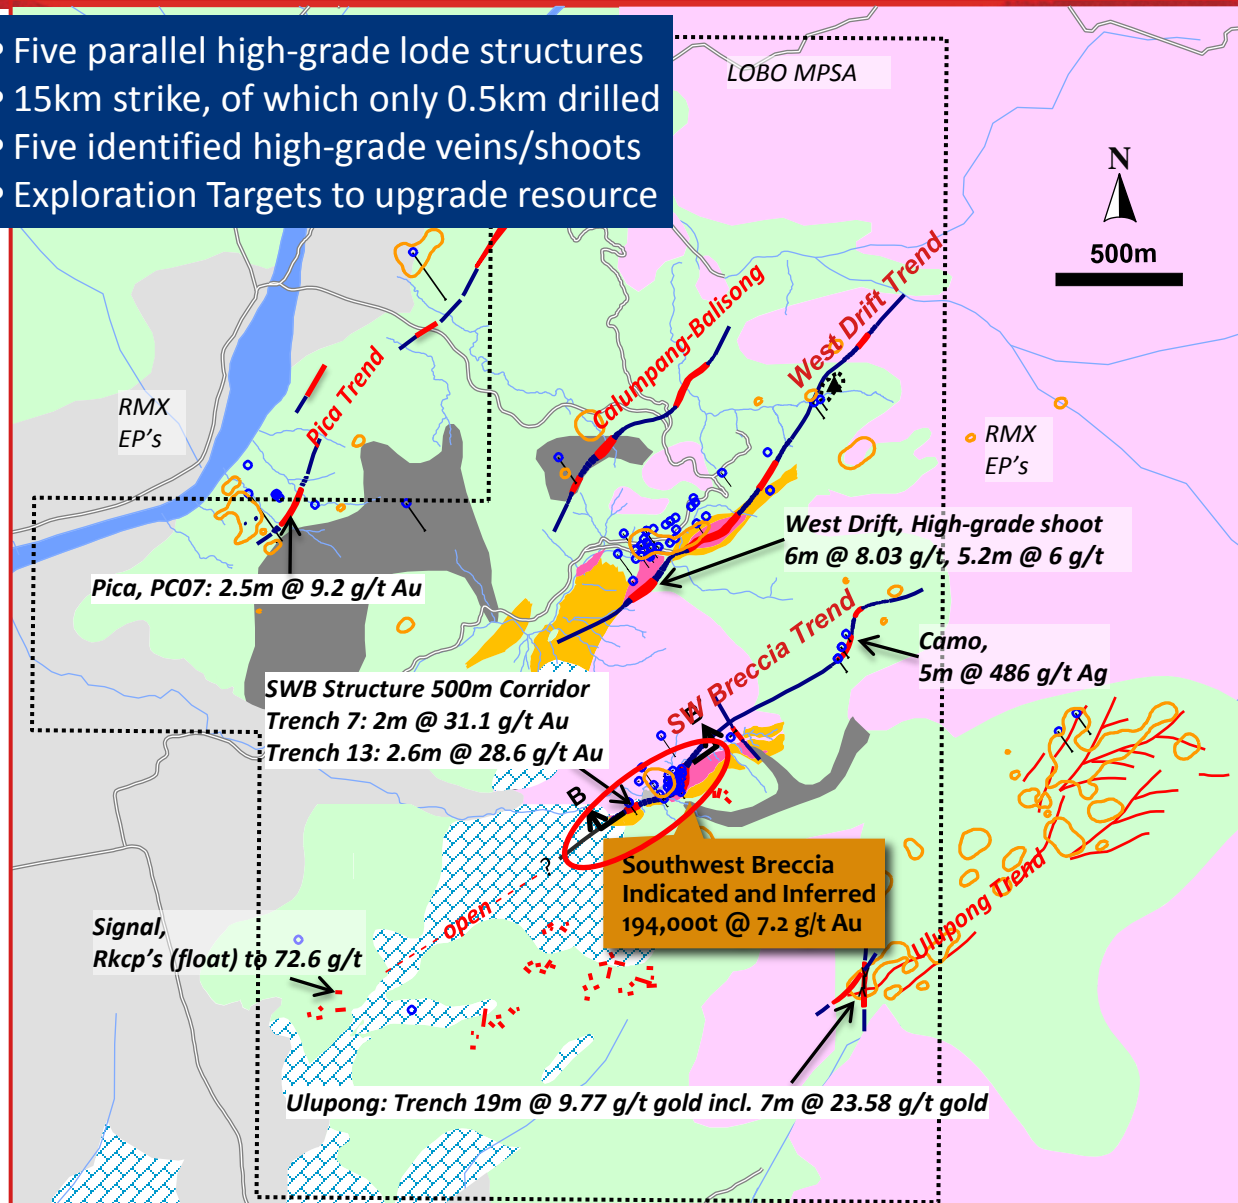 • Five parallel high-grade lode structures
• 15km strike, of which only 0.5km drilled
• Five identified high-grade veins/shoots
• Exploration Targets to upgrade resource
LOBO MPSA
N
500m
West Drift Trend
Calumpang-Balisong
Pica Trend
RMX
EP's
RMX
EP's
West Drift, High-grade shoot
6m @ 8.03 g/t, 5.2m @ 6 g/t
Pica, PC07: 2.5m @ 9.2 g/t Au
SW Breccia Trend
Camo,
5m @ 486 g/t Ag
SWB Structure 500m Corridor
Trench 7: 2m @ 31.1 g/t Au
Trench 13: 2.6m @ 28.6 g/t Au
B'
B
?
Southwest Breccia
Indicated and Inferred
194,000t @ 7.2 g/t Au
open
Ulupong Trend
Signal,
Rkcp's (float) to 72.6 g/t
Ulupong: Trench 19m @ 9.77 g/t gold incl. 7m @ 23.58 g/t gold